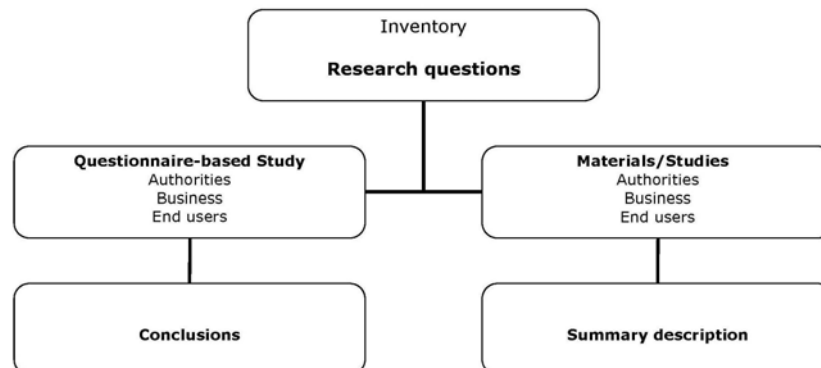 Inventory
Research questions
Questionnaire-based Study
Authorities
Business
End users
Materials/Studies
Authorities
Business
End users
Conclusions
Summary description